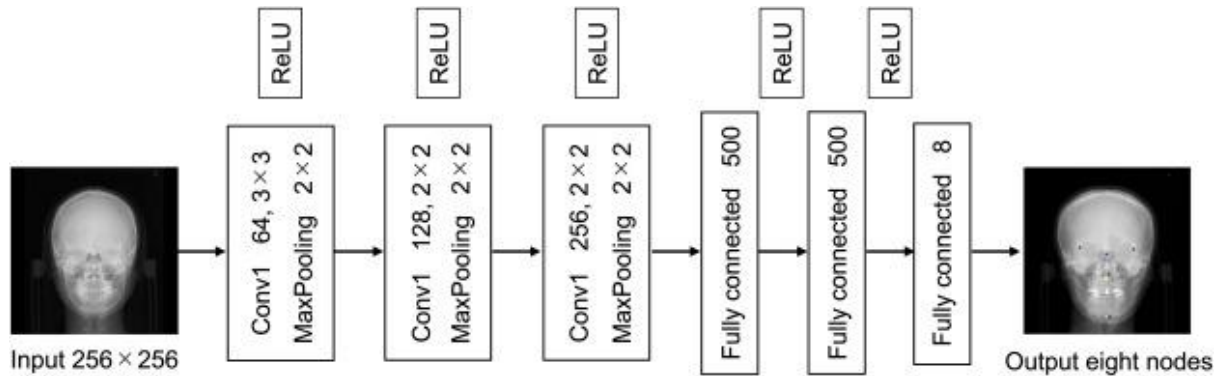 ReLU
ReLU
ReLU
ReLU
ReLU
Conv1 64, 3×3
MaxPooling 2×2
Conv1 128, 2×2
MaxPooling 2×2
Conv1 256, 2×2
MaxPooling 2×2
Fully connected 500
Fully connected 500
Fully connected 8
Input 256×256
Output eight nodes